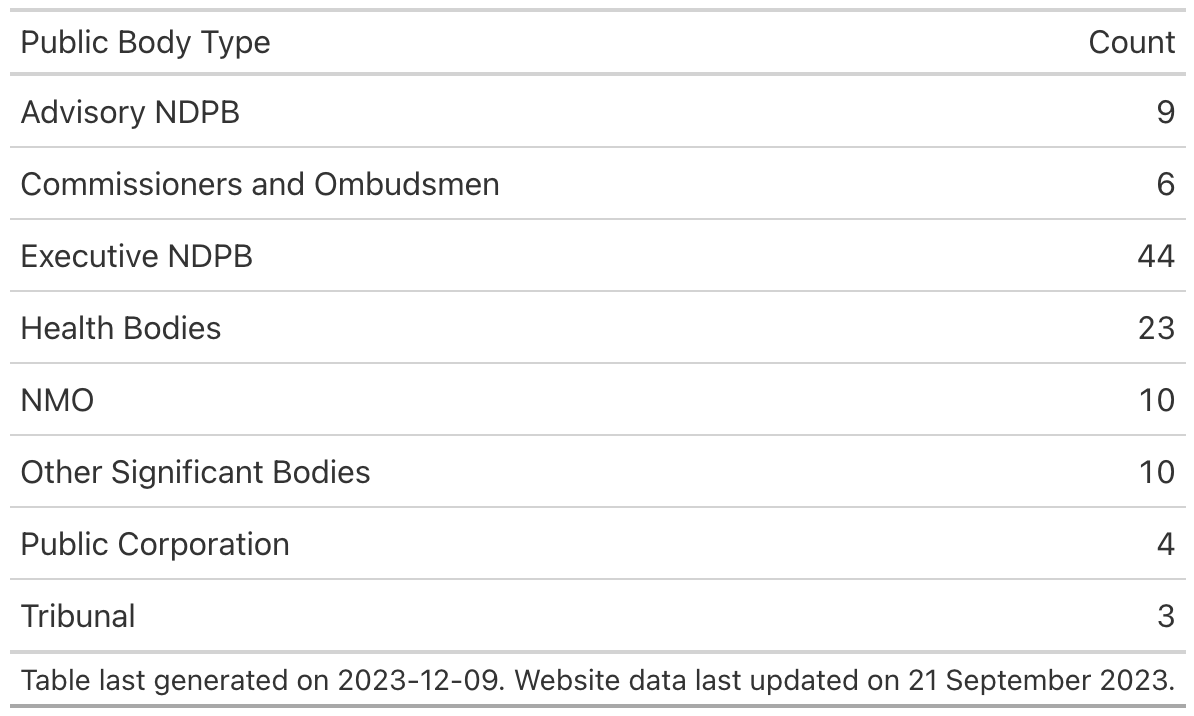 Public Body Type Count
Advisory NDPB 9
Commissioners and Ombudsmen 6
Executive NDPB 44
Health Bodies 23
NMO 10
Other Significant Bodies 10
Public Corporation 4
Tribunal 3
Table last generated on 2023-12-09. Website data last updated on 21 September 2023.